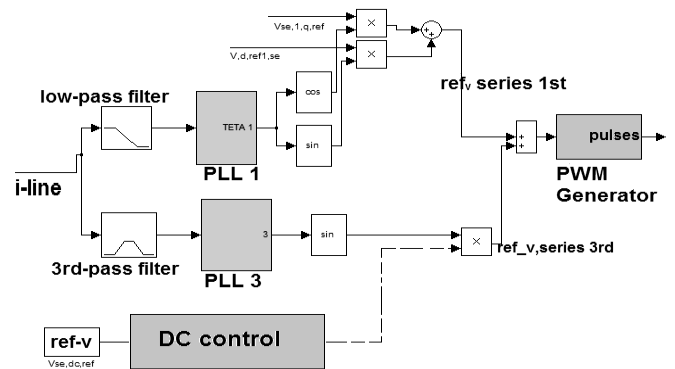 Vse,1,q,ref
×
+
+
V,d,ref1,se
×
refᵥ series 1st
low-pass filter
cos
TETA 1
sin
+
+
pulses
PLL 1
PWM
Generator
i-line
3
sin
×
ref_v,series 3rd
3rd-pass filter
PLL 3
ref-v
DC control
Vse,dc,ref